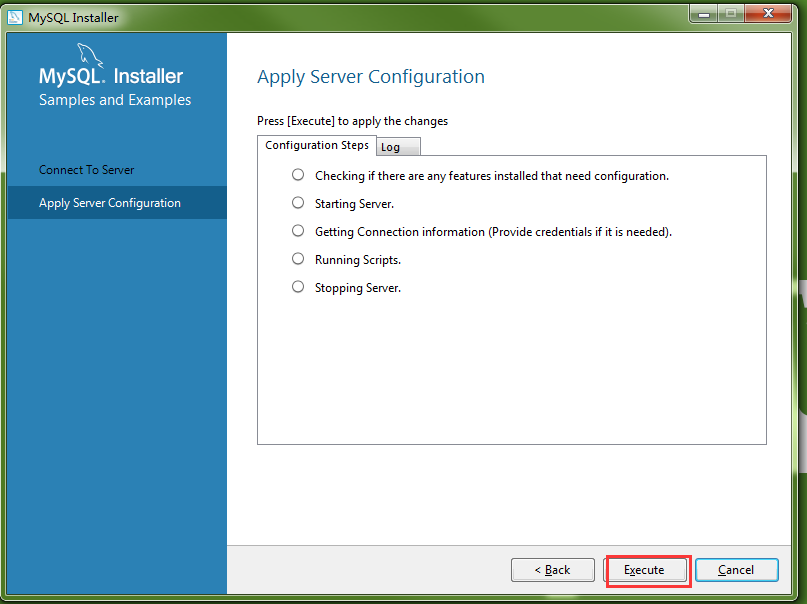 MySQL Installer
MySQL. Installer
Samples and Examples
Connect To Server
Apply Server Configuration
Apply Server Configuration
Press [Execute] to apply the changes
Configuration Steps Log
Checking if there are any features installed that need configuration.
Starting Server.
Getting Connection information (Provide credentials if it is needed).
Running Scripts.
Stopping Server.
< Back Execute Cancel